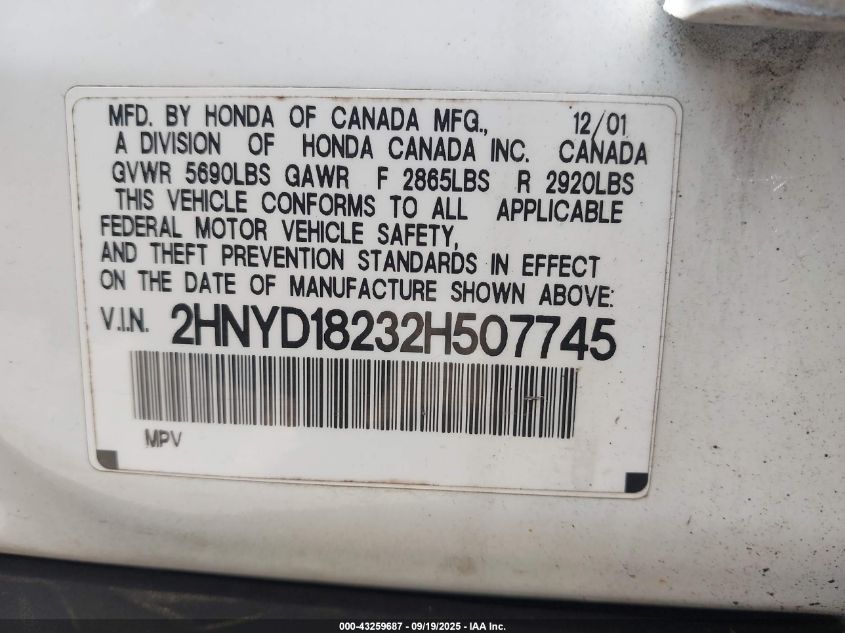 MFD. BY HONDA OF CANADA MFG., 12/01
A DIVISION OF HONDA CANADA INC. CANADA
GVWR 5690LBS GAWR F 2865LBS R 2920LBS
THIS VEHICLE CONFORMS TO ALL APPLICABLE
FEDERAL MOTOR VEHICLE SAFETY,
AND THEFT PREVENTION STANDARDS IN EFFECT
ON THE DATE OF MANUFACTURE SHOWN ABOVE:
V.I.N. 2HNYD18232H507745
MPV
000-43259687 - 09/19/2025 - IAA Inc.